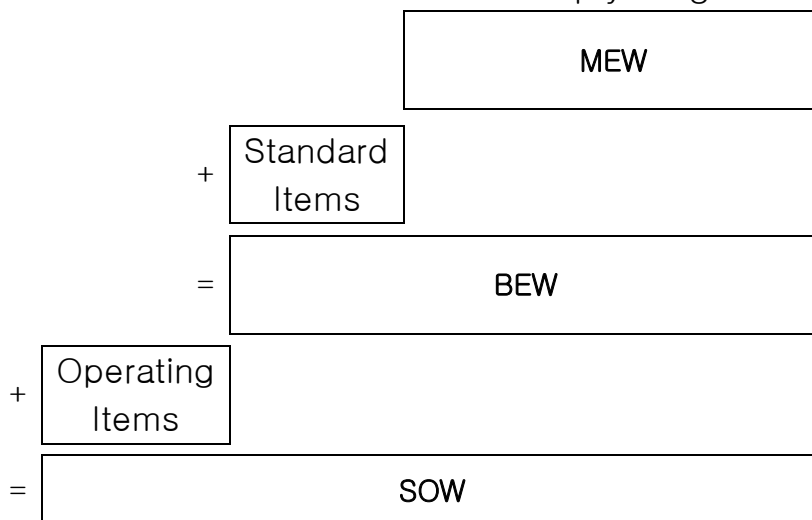 MEW
+
Standard
Items
=
BEW
+
Operating
Items
=
SOW